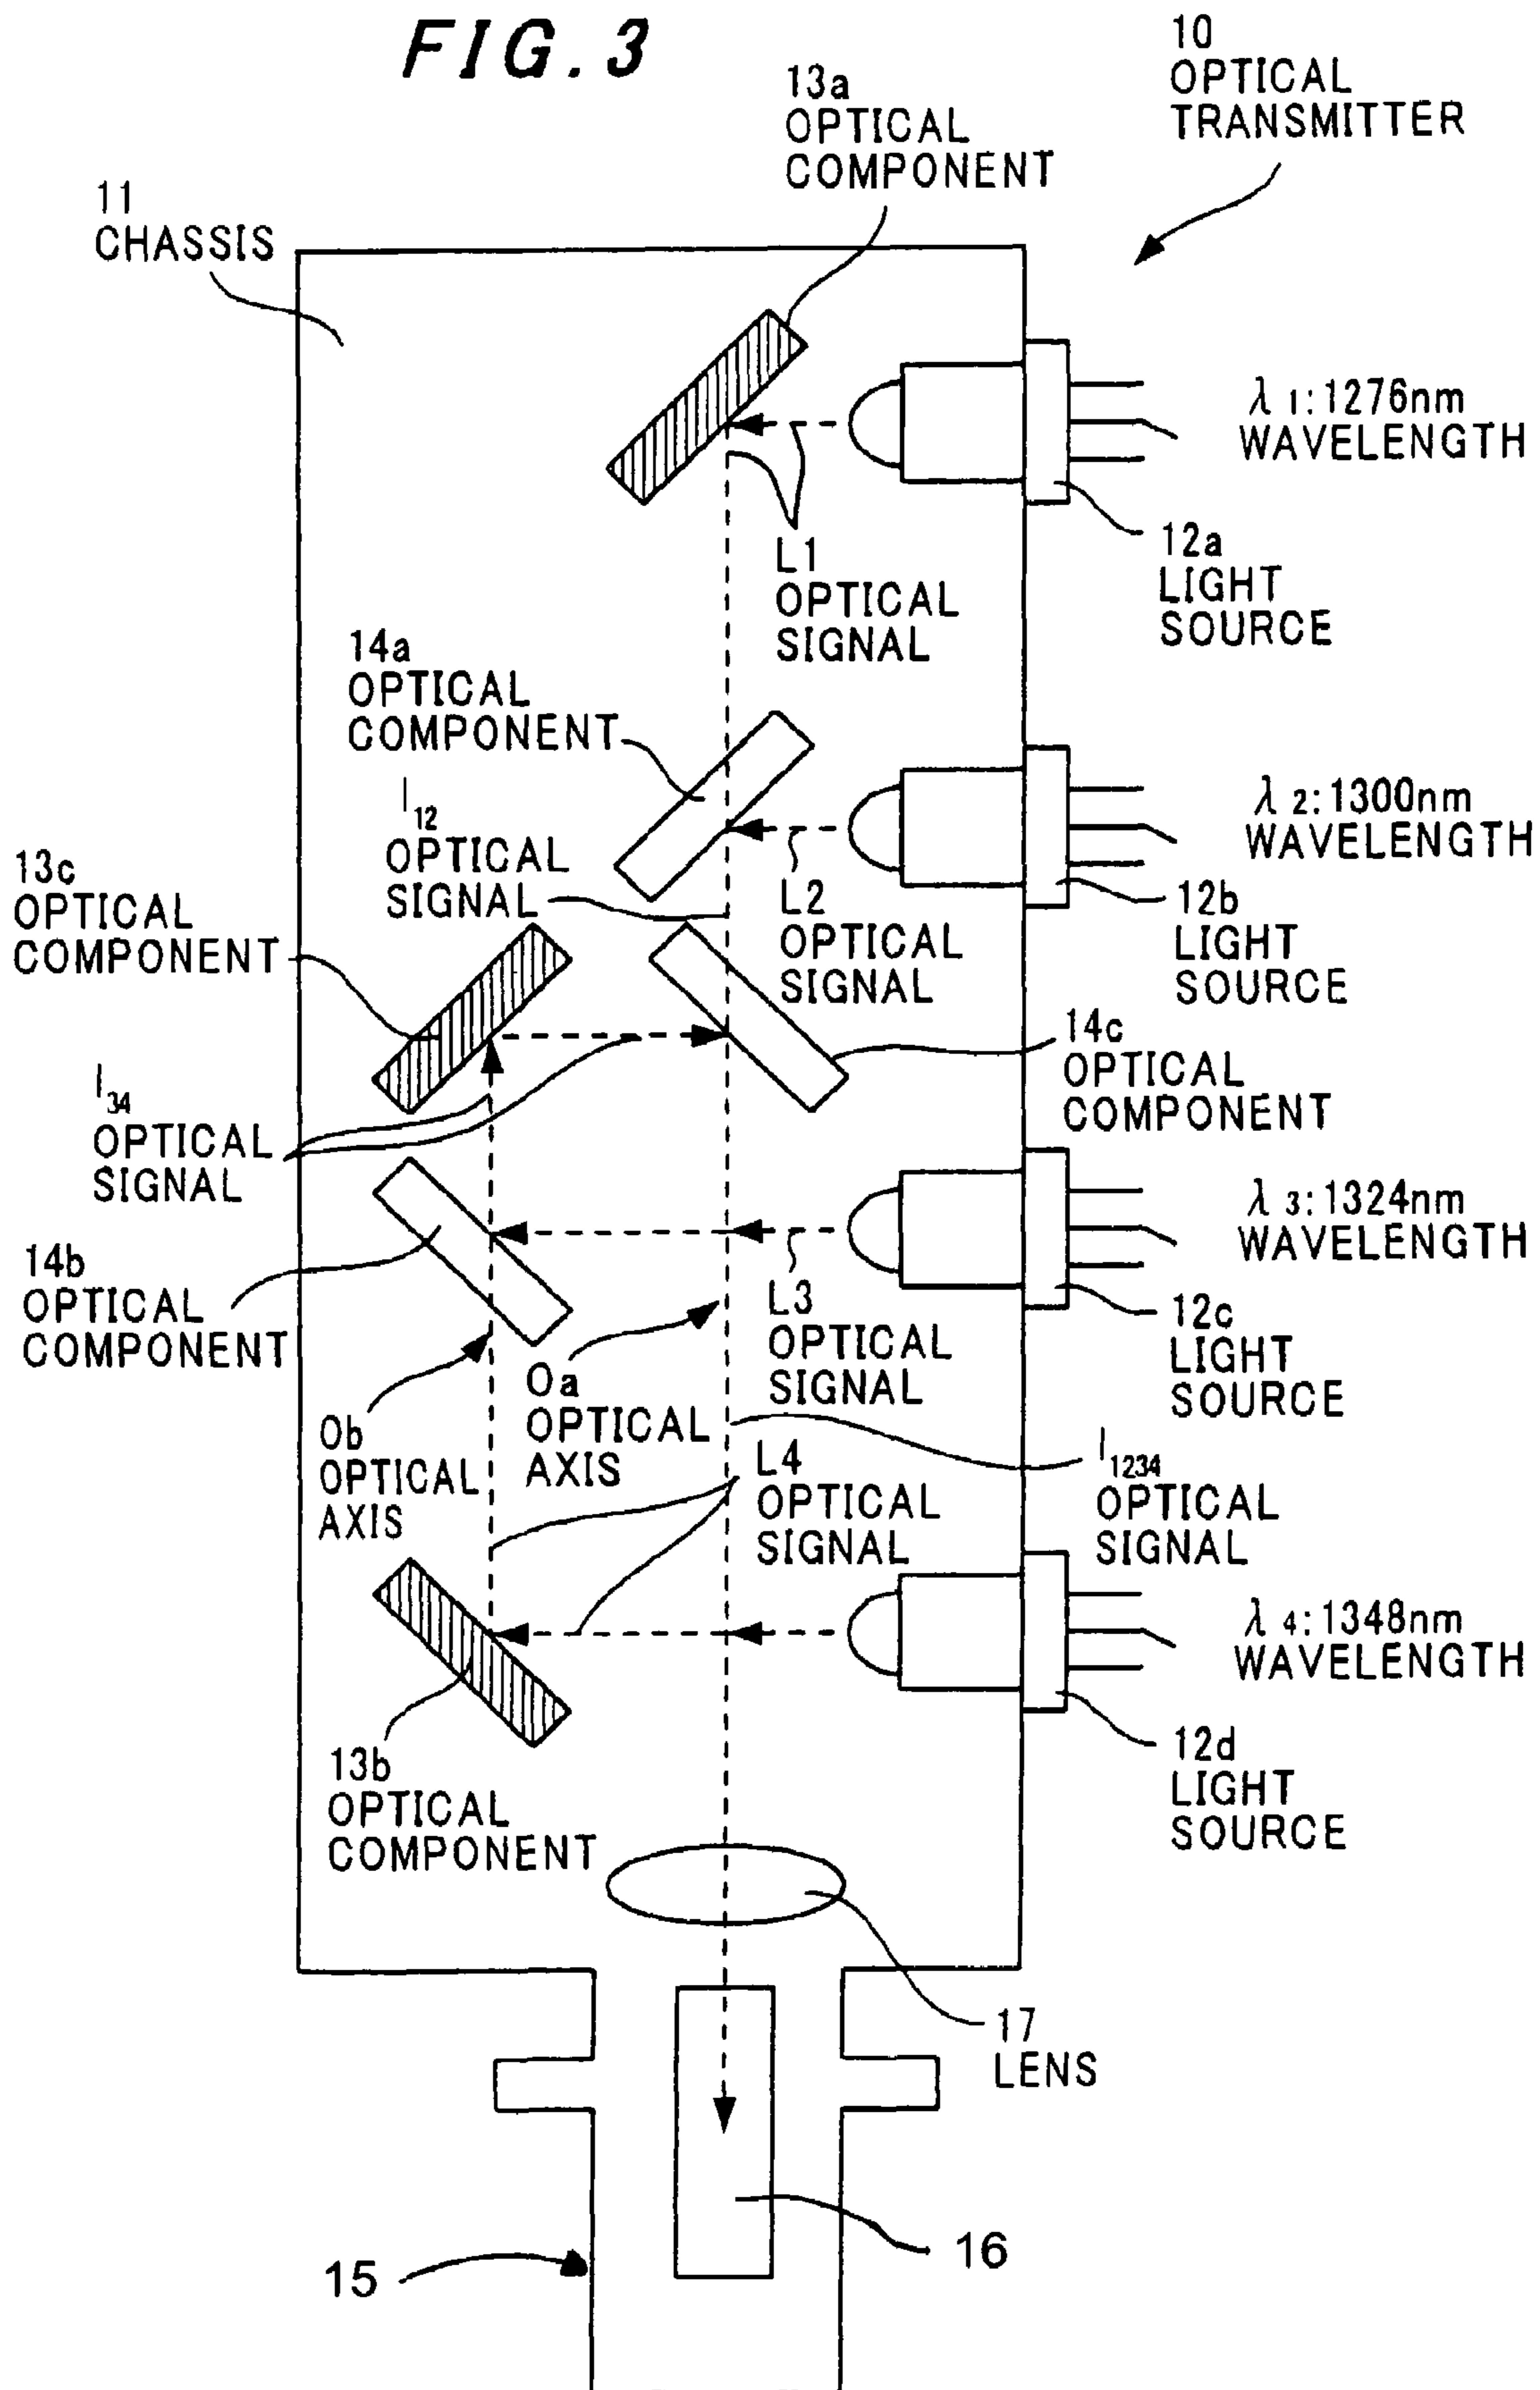 FIG. 3
10
OPTICAL
TRANSMITTER
13a
OPTICAL
COMPONENT
11
CHASSIS
λ1:1276nm
WAVELENGTH
12a
LIGHT
SOURCE
L1
OPTICAL
SIGNAL
14a
OPTICAL
COMPONENT
l12
OPTICAL
SIGNAL
λ2:1300nm
WAVELENGTH
13c
OPTICAL
COMPONENT
L2
OPTICAL
SIGNAL
12b
LIGHT
SOURCE
14c
OPTICAL
COMPONENT
l34
OPTICAL
SIGNAL
λ3:1324nm
WAVELENGTH
14b
OPTICAL
COMPONENT
L3
OPTICAL
SIGNAL
12c
LIGHT
SOURCE
Oa
OPTICAL
AXIS
Ob
OPTICAL
AXIS
L4
OPTICAL
SIGNAL
l1234
OPTICAL
SIGNAL
λ4:1348nm
WAVELENGTH
13b
OPTICAL
COMPONENT
12d
LIGHT
SOURCE
17
LENS
16
15